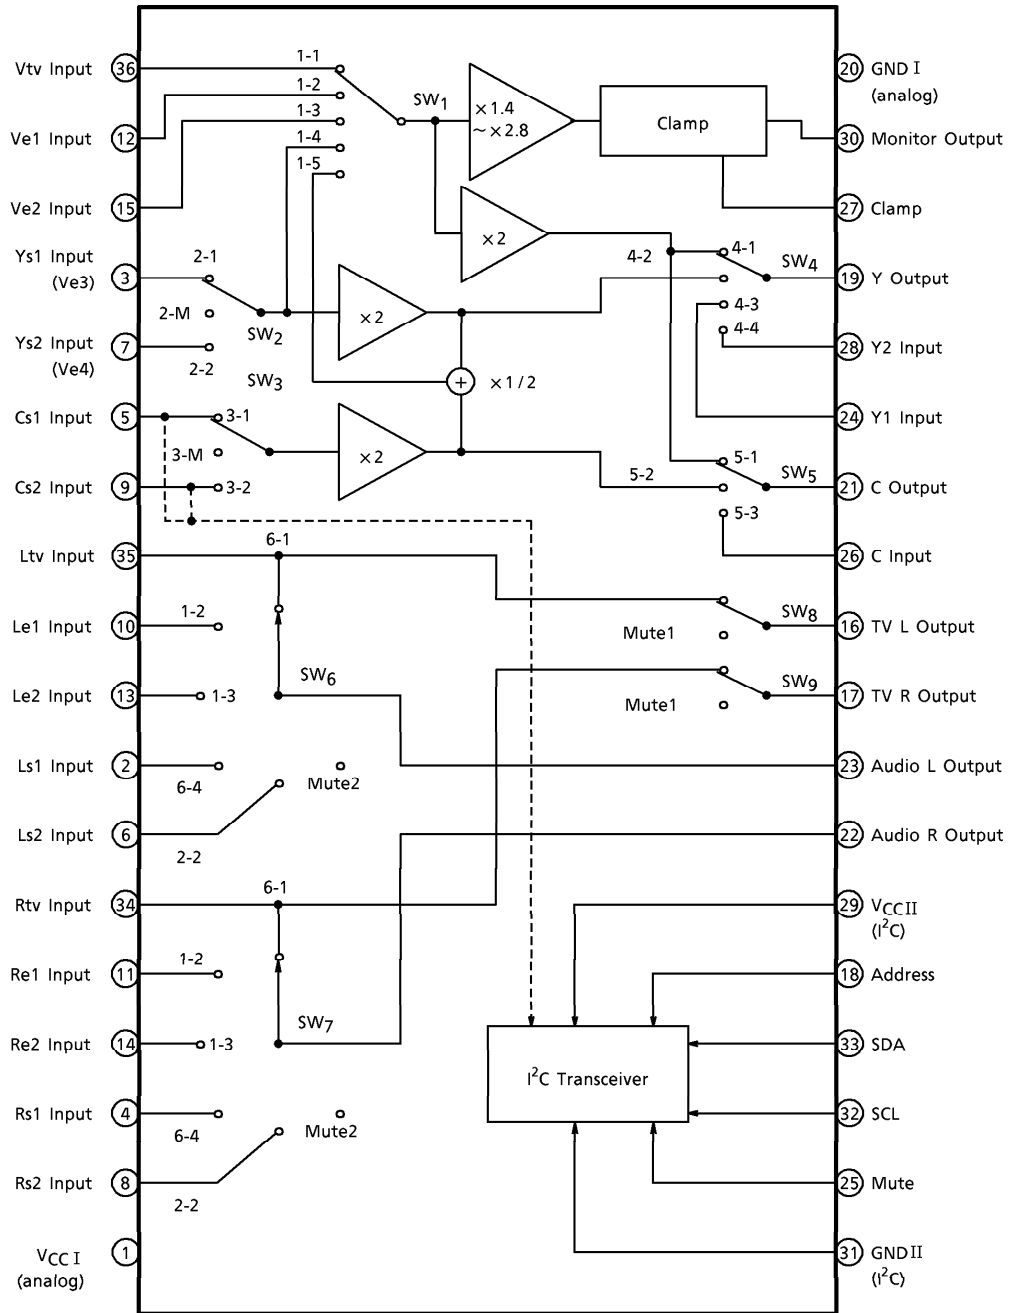 Vtv Input 36
Ve1 Input 12
Ve2 Input 15
Ys1 Input 3
(Ve3)
Ys2 Input 7
(Ve4)
Cs1 Input 5
Cs2 Input 9
Ltv Input 35
Le1 Input 10
Le2 Input 13
Ls1 Input 2
Ls2 Input 6
Rtv Input 34
Re1 Input 11
Re2 Input 14
Rs1 Input 4
Rs2 Input 8
VCC I 1
(analog)
1-1
1-2
1-3
1-4
1-5
SW1
×1.4
~×2.8
Clamp
×2
2-1
2-M
2-2
SW2
×2
SW3
+ ×1/2
3-1
3-M
3-2
×2
4-2
4-1
SW4
4-3
4-4
5-1
5-2
SW5
5-3
6-1
1-2
SW6
1-3
6-4
Mute2
2-2
SW8
Mute1
SW9
Mute1
6-1
1-2
SW7
1-3
6-4
Mute2
2-2
I²C Transceiver
20 GND I
(analog)
30 Monitor Output
27 Clamp
19 Y Output
28 Y2 Input
24 Y1 Input
21 C Output
26 C Input
16 TV L Output
17 TV R Output
23 Audio L Output
22 Audio R Output
29 VCC II
(I²C)
18 Address
33 SDA
32 SCL
25 Mute
31 GND II
(I²C)